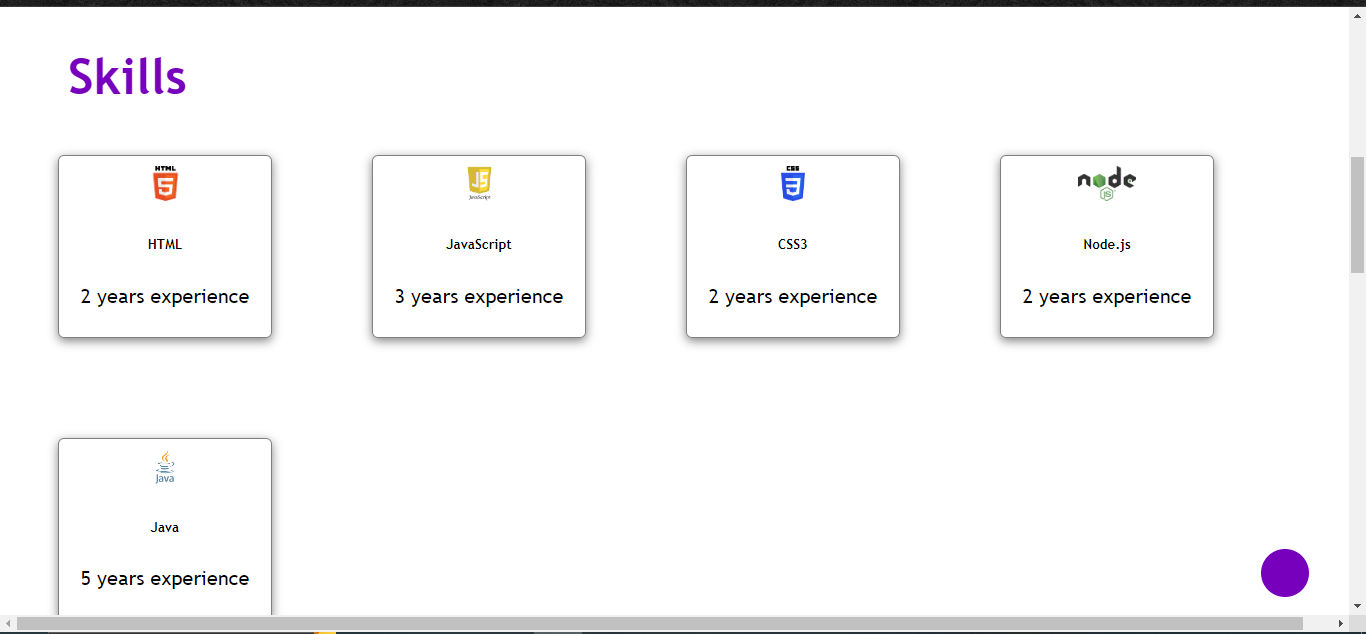 Skills
HTML
5
HTML
2 years experience
JS
JavaScript
JavaScript
3 years experience
CSS
3
CSS3
2 years experience
node
JS
Node.js
2 years experience
Java
Java
5 years experience